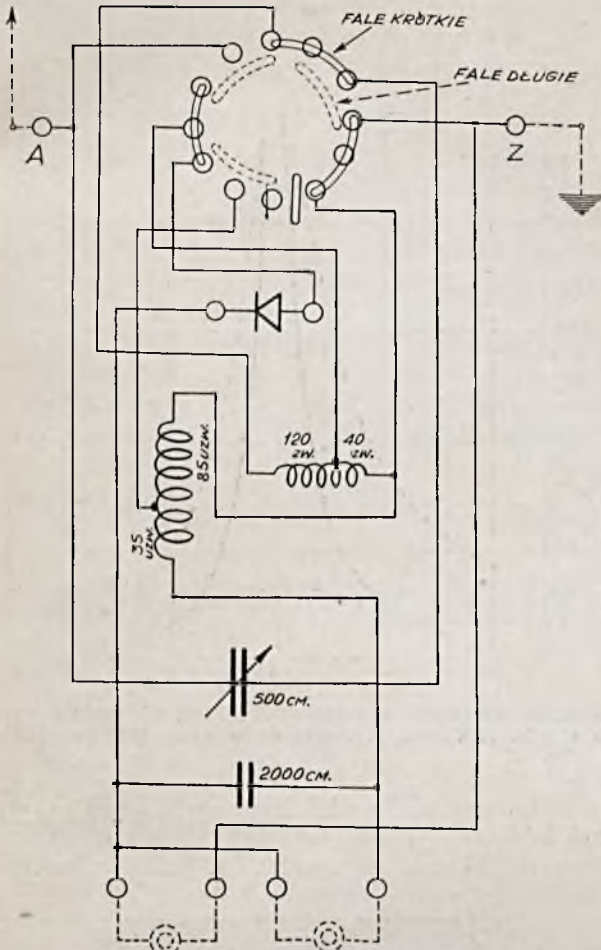 FALE KRÓTKIE
FALE DŁUGIE
A
Z
120
zw.
40
zw.
85 uzw.
35
uzw.
500 CM.
2000 CM.